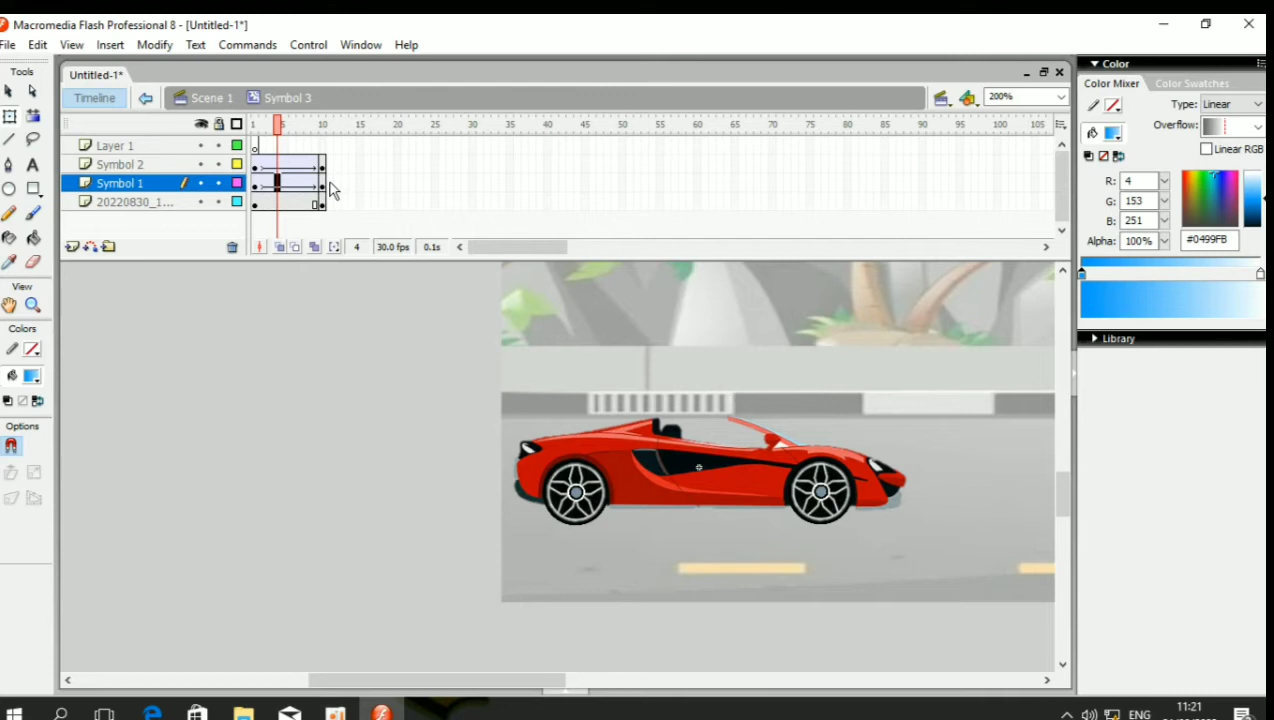 Macromedia Flash Professional 8 - [Untitled-1*]
File Edit View Insert Modify Text Commands Control Window Help
Tools
Untitled-1*
Timeline Scene 1 Symbol 3 200%
1 5 10 15 20 25 30 35 40 45 50 55 60 65 70 75 80 85 90 95 100 105
Layer 1
Symbol 2
Symbol 1
20220830_1...
4 30.0 fps 0.1s
View
Colors
Options
Color
Color Mixer Color Swatches
Type: Linear
Overflow:
Linear RGB
R: 4
G: 153
B: 251
Alpha: 100% #0499FB
Library
11:21
ENG